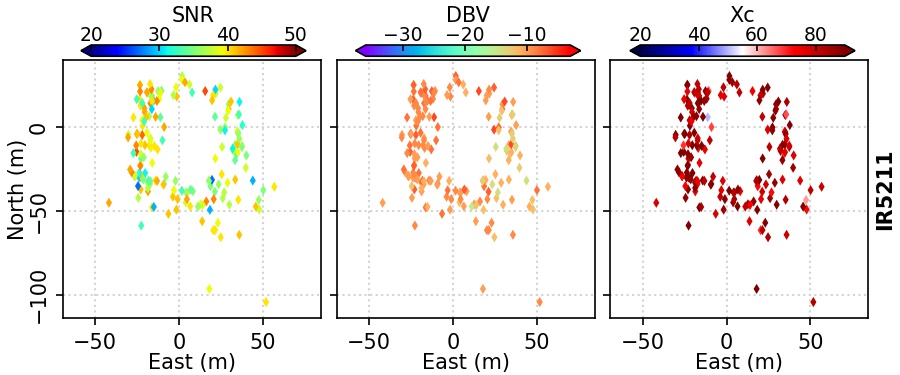 SNR DBV Xc
20 30 40 50 −30 −20 −10 20 40 60 80
North (m)
0
−50
−100
−50 0 50 −50 0 50 −50 0 50
East (m) East (m) East (m)
IR5211